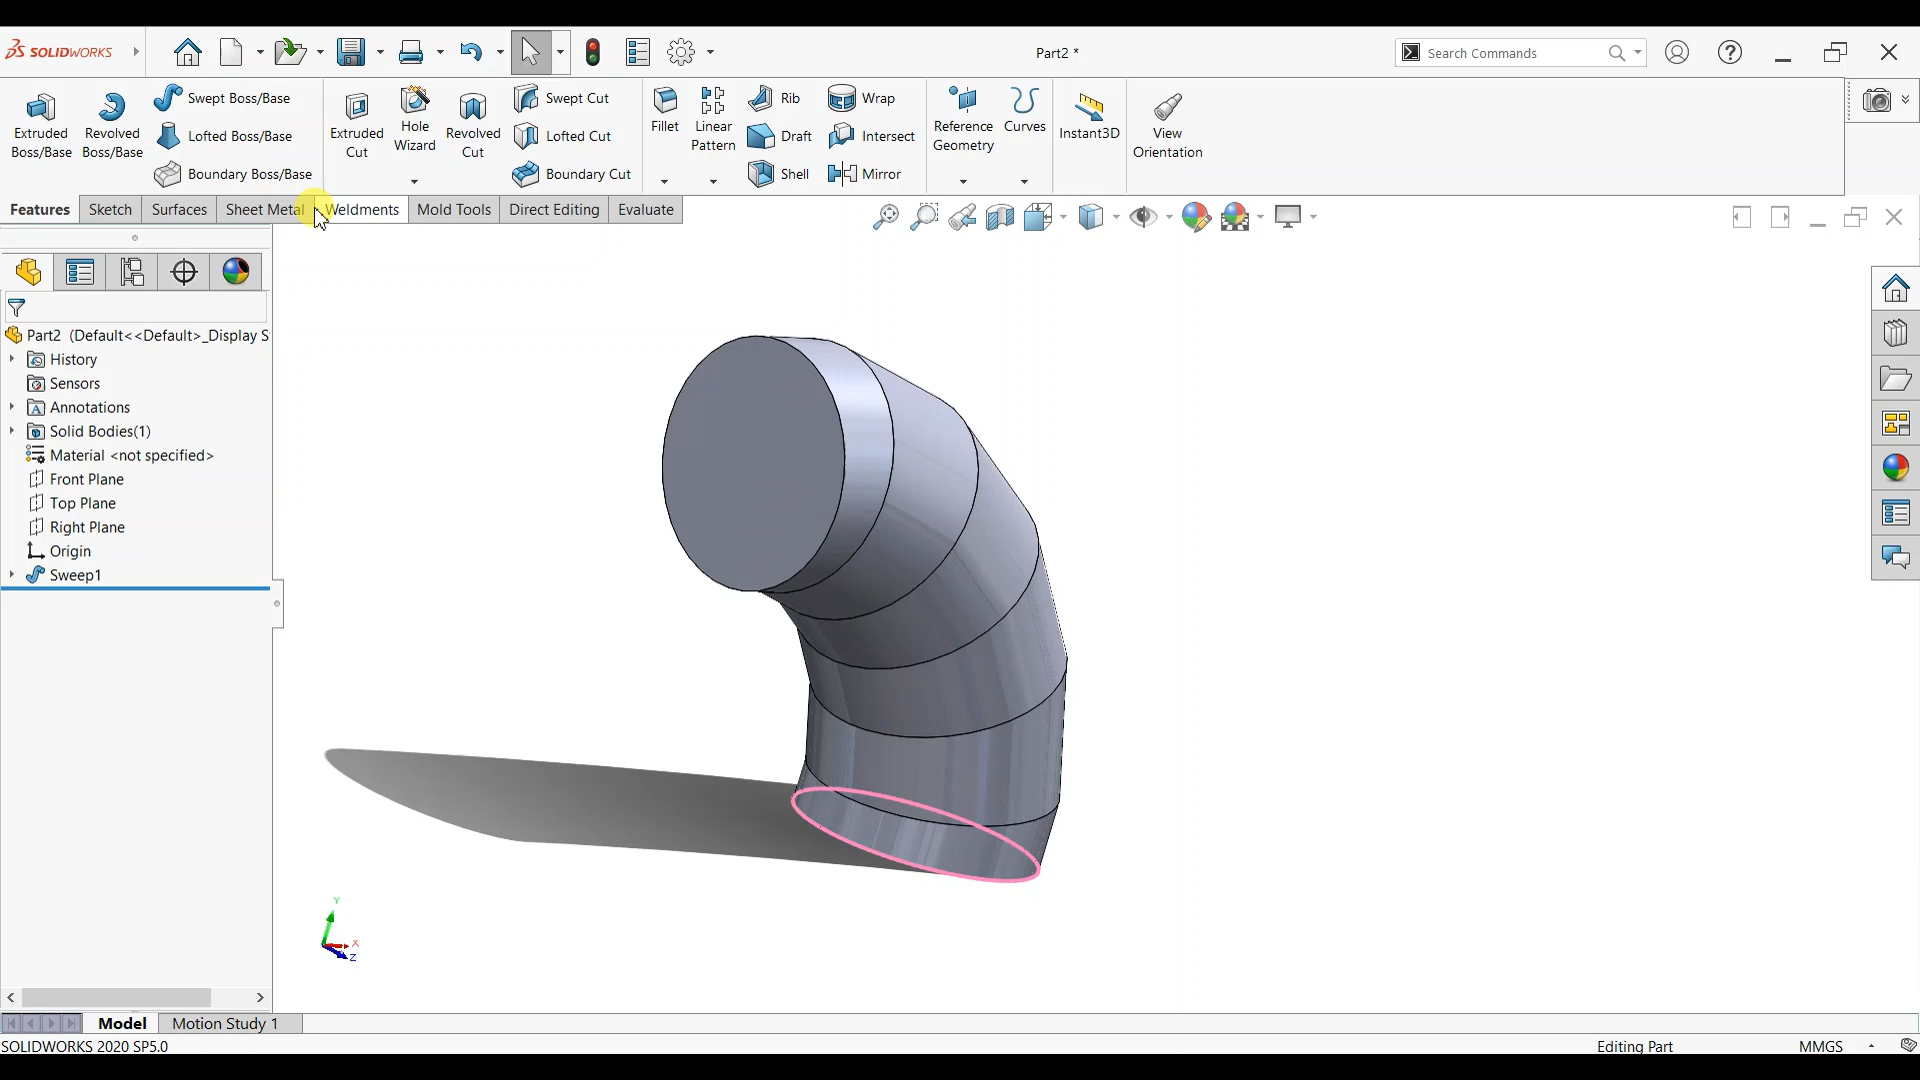 SOLIDWORKS
Part2 *
Search Commands
Extruded Boss/Base
Revolved Boss/Base
Swept Boss/Base
Lofted Boss/Base
Boundary Boss/Base
Extruded Cut
Hole Wizard
Revolved Cut
Swept Cut
Lofted Cut
Boundary Cut
Fillet
Linear Pattern
Rib
Draft
Shell
Wrap
Intersect
Mirror
Reference Geometry
Curves
Instant3D
View Orientation
Features
Sketch
Surfaces
Sheet Metal
Weldments
Mold Tools
Direct Editing
Evaluate
Part2 (Default<<Default>_Display S
History
Sensors
Annotations
Solid Bodies(1)
Material <not specified>
Front Plane
Top Plane
Right Plane
Origin
Sweep1
Y
X
Z
Model
Motion Study 1
SOLIDWORKS 2020 SP5.0
Editing Part
MMGS